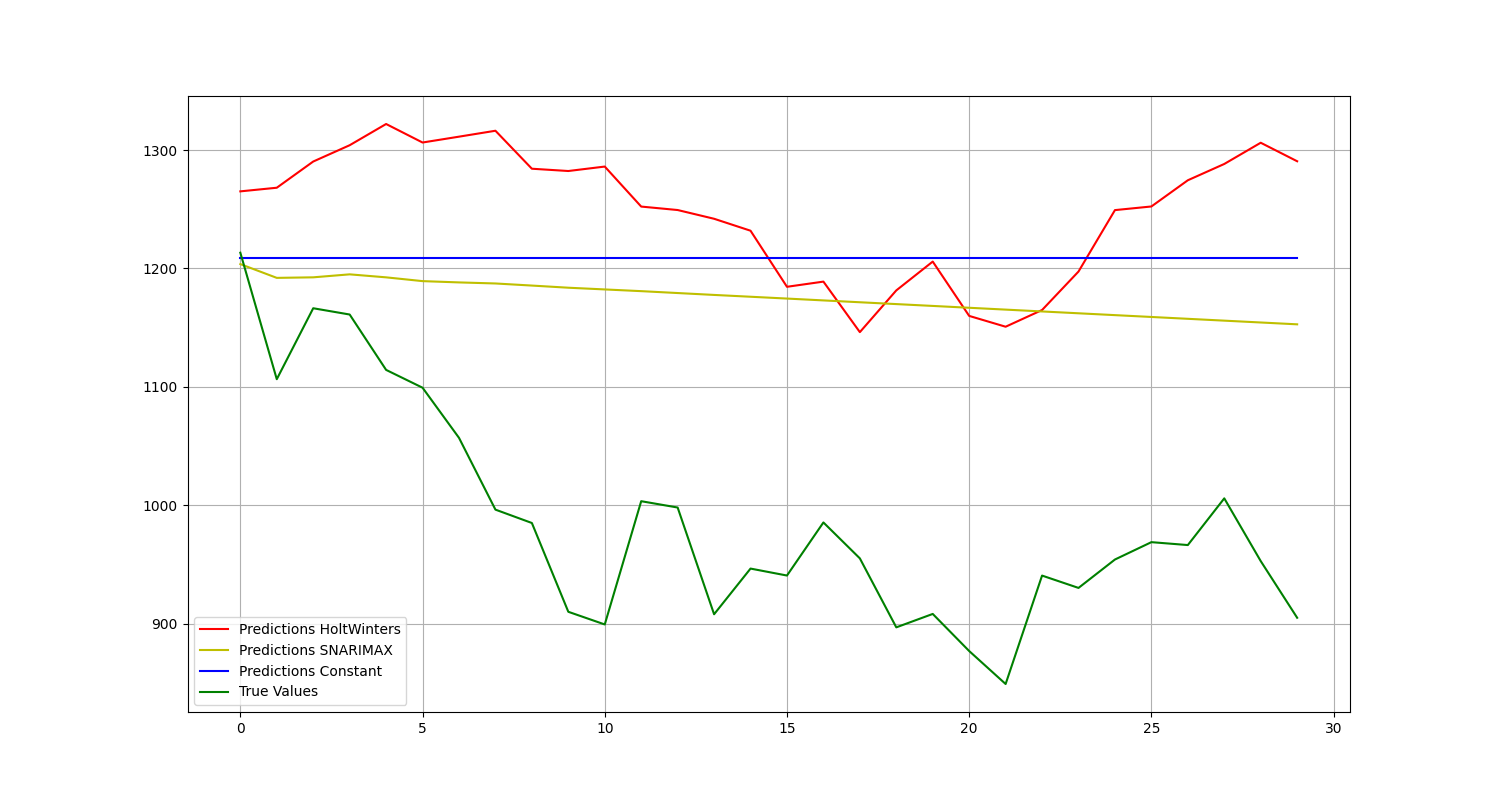 1300
1200
1100
1000
900
Predictions HoltWinters
Predictions SNARIMAX
Predictions Constant
True Values
0 5 10 15 20 25 30